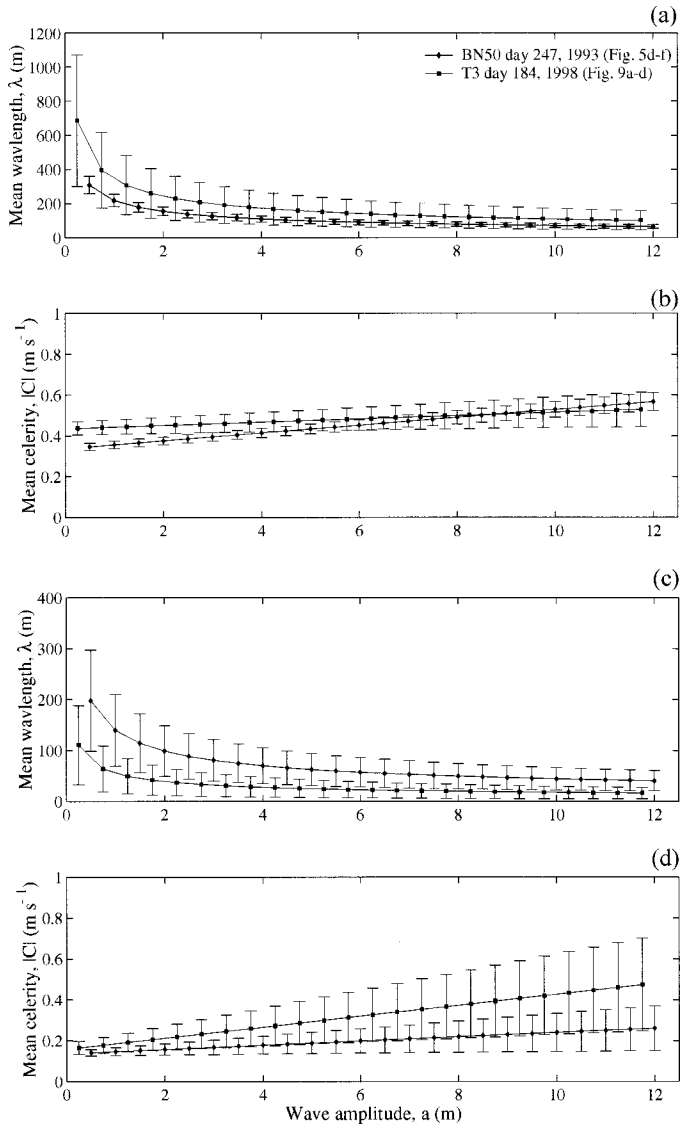 (a)
1200
1000
800
600
400
200
0
Mean wavlength, λ (m)
BN50 day 247, 1993 (Fig. 5d-f)
T3 day 184, 1998 (Fig. 9a-d)
0 2 4 6 8 10 12
(b)
1
0.8
0.6
0.4
0.2
0
Mean celerity, |C| (m s⁻¹)
0 2 4 6 8 10 12
(c)
400
300
200
100
0
Mean wavlength, λ (m)
0 2 4 6 8 10 12
(d)
1
0.8
0.6
0.4
0.2
0
Mean celerity, |C| (m s⁻¹)
0 2 4 6 8 10 12
Wave amplitude, a (m)